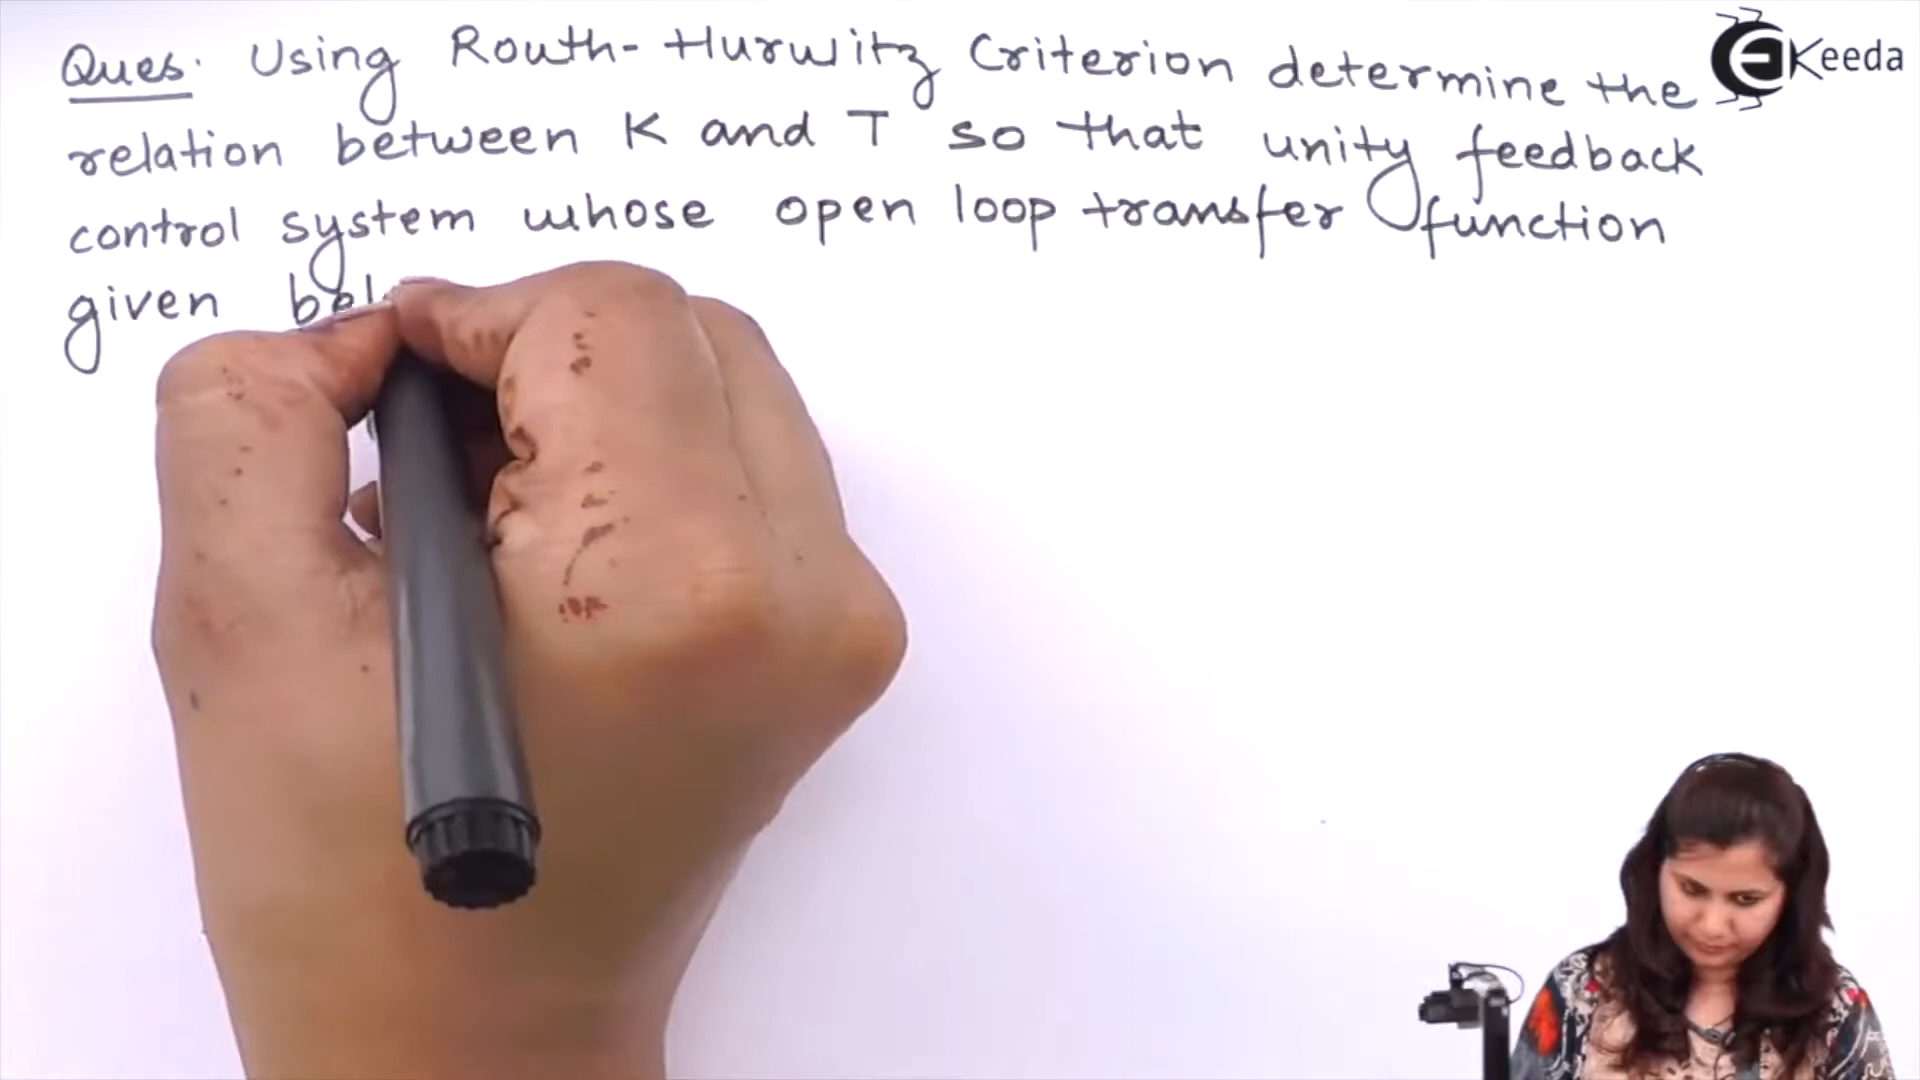 Ques. Using Routh-Hurwitz Criterion determine the
relation between K and T so that unity feedback
control system whose open loop transfer function
given
EKeeda